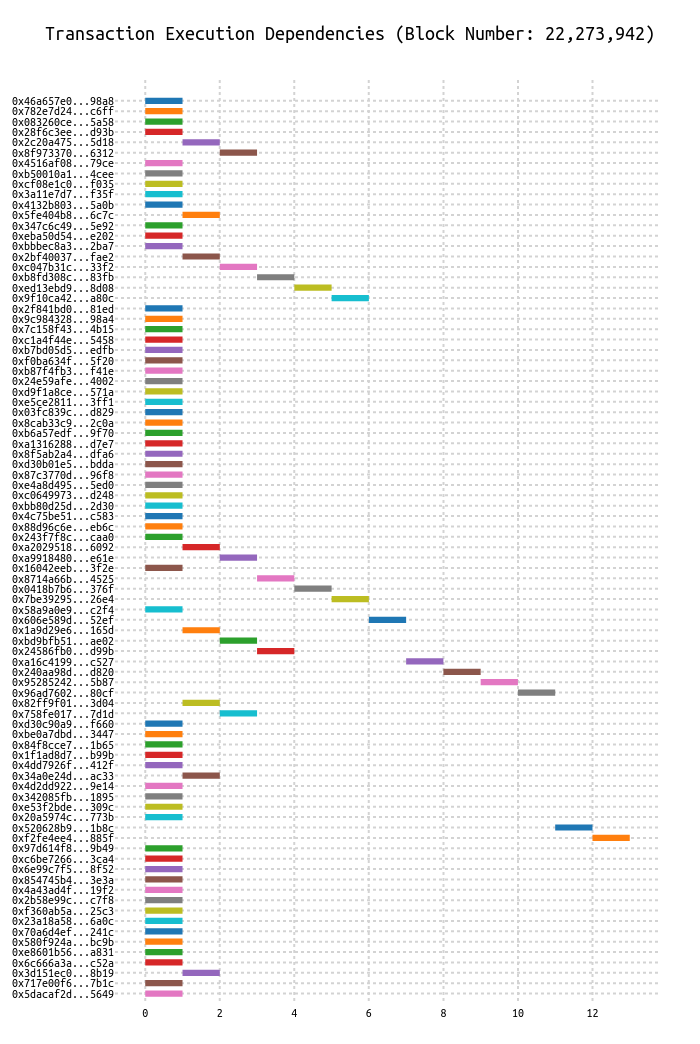 Transaction Execution Dependencies (Block Number: 22,273,942)
0x46a657e0...98a8
0x782e7d24...c6ff
0x083260ce...5a58
0x28f6c3ee...d93b
0x2c20a475...5d18
0x8f973370...6312
0x4516af08...79ce
0xb50010a1...4cee
0xcf08e1c0...f035
0x3a11e7d7...f35f
0x4132b803...5a0b
0x5fe404b8...6c7c
0x347c6c49...5e92
0xeba50d54...e202
0xbbbec8a3...2ba7
0x2bf40037...fae2
0xc047b31c...33f2
0xb8fd308c...83fb
0xed13ebd9...8d08
0x9f10ca42...a80c
0x2f841bd0...81ed
0x9c984328...98a4
0x7c158f43...4b15
0xc1a4f44e...5458
0xb7bd05d5...edfb
0xf0ba634f...5f20
0xb87f4fb3...f41e
0x24e59afe...4002
0xd9f1a8ce...571a
0xe5ce2811...3ff1
0x03fc839c...d829
0x8cab33c9...2c0a
0xb6a57edf...9f70
0xa1316288...d7e7
0x8f5ab2a4...dfa6
0xd30b01e5...bdda
0x87c3770d...96f8
0xe4a8d495...5ed0
0xc0649973...d248
0xbb80d25d...2d30
0x4c75be51...c583
0x88d96c6e...eb6c
0x243f7f8c...caa0
0xa2029518...6092
0xa9918480...e61e
0x16042eeb...3f2e
0x8714a66b...4525
0x0418b7b6...376f
0x7be39295...26e4
0x58a9a0e9...c2f4
0x606e589d...52ef
0x1a9d29e6...165d
0xbd9bfb51...ae02
0x24586fb0...d99b
0xa16c4199...c527
0x240aa98d...d820
0x95285242...5b87
0x96ad7602...80cf
0x82ff9f01...3d04
0x758fe017...7d1d
0xd30c90a9...f660
0xbe0a7dbd...3447
0x84f8cce7...1b65
0x1f1ad8d7...b99b
0x4dd7926f...412f
0x34a0e24d...ac33
0x4d2dd922...9e14
0x342085fb...1895
0xe53f2bde...309c
0x20a5974c...773b
0x520628b9...1b8c
0xf2fe4ee4...885f
0x97d614f8...9b49
0xc6be7266...3ca4
0x6e99c7f5...8f52
0x854745b4...3e3a
0x4a43ad4f...19f2
0x2b58e99c...c7f8
0xf360ab5a...25c3
0x23a18a58...6a0c
0x70a6d4ef...241c
0x580f924a...bc9b
0xe8601b56...a831
0x6c666a3a...c52a
0x3d151ec0...8b19
0x717e00f6...7b1c
0x5dacaf2d...5649
0 2 4 6 8 10 12